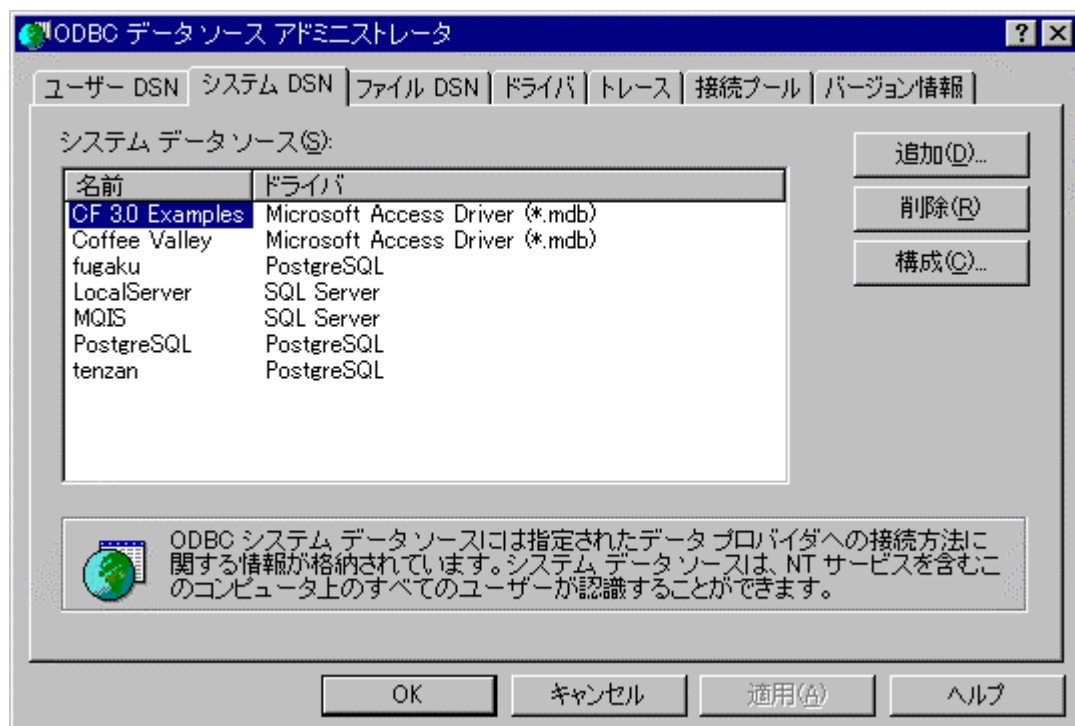 ODBC データ ソース アドミニストレータ
ユーザー DSN システム DSN ファイル DSN ドライバ トレース 接続プール バージョン情報
システム データ ソース(S):
追加(D)...
名前 ドライバ
CF 3.0 Examples Microsoft Access Driver (*.mdb)
削除(R)
Coffee Valley Microsoft Access Driver (*.mdb)
fugaku PostgreSQL
構成(C)...
LocalServer SQL Server
MQIS SQL Server
PostgreSQL PostgreSQL
tenzan PostgreSQL
ODBC システム データ ソースには指定されたデータ プロバイダへの接続方法に
関する情報が格納されています。システム データ ソースは、NT サービスを含むこ
のコンピュータ上のすべてのユーザーが認識することができます。
OK キャンセル 適用(A) ヘルプ